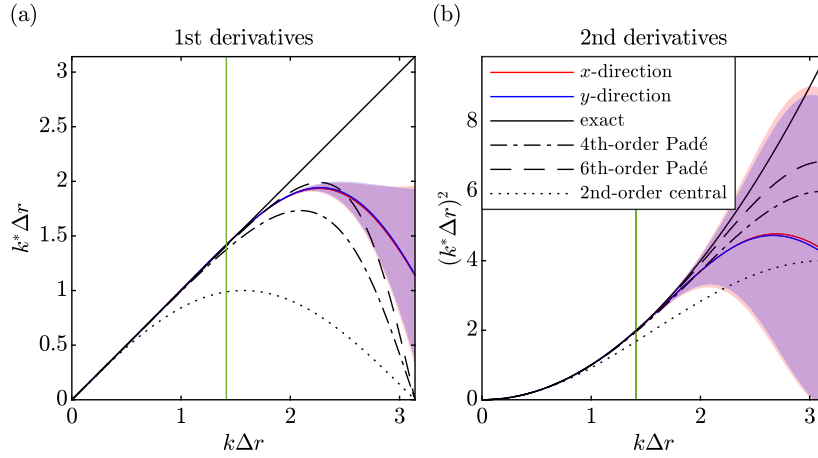 (a)
1st derivatives
3
2.5
2
1.5
1
0.5
0
0
1
2
3
k*Δr
kΔr
(b)
2nd derivatives
x-direction
y-direction
exact
4th-order Padé
6th-order Padé
2nd-order central
8
6
4
2
0
0
1
2
3
(k*Δr)²
kΔr